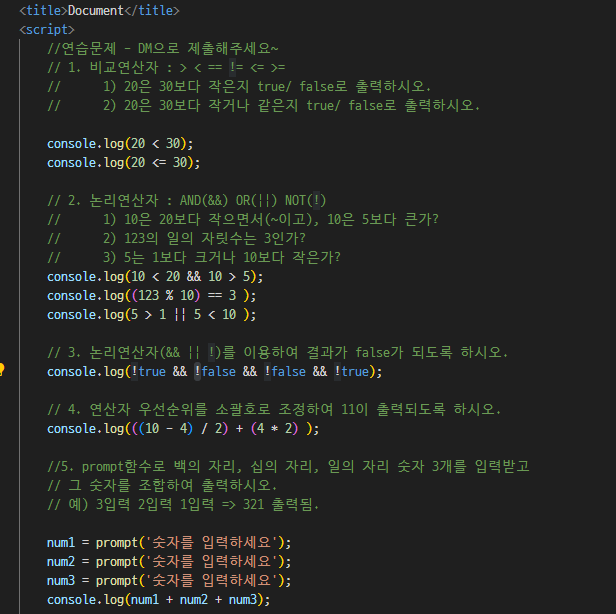 <title>Document</title>
<script>
//연습문제 - DM으로 제출해주세요~
// 1. 비교연산자 : > < == != <= >=
//      1) 20은 30보다 작은지 true/ false로 출력하시오.
//      2) 20은 30보다 작거나 같은지 true/ false로 출력하시오.
console.log(20 < 30);
console.log(20 <= 30);
// 2. 논리연산자 : AND(&&) OR(||) NOT(!)
//      1) 10은 20보다 작으면서(~이고), 10은 5보다 큰가?
//      2) 123의 일의 자릿수는 3인가?
//      3) 5는 1보다 크거나 10보다 작은가?
console.log(10 < 20 && 10 > 5);
console.log((123 % 10) == 3 );
console.log(5 > 1 || 5 < 10 );
// 3. 논리연산자(&& || !)를 이용하여 결과가 false가 되도록 하시오.
console.log(!true && !false && !false && !true);
// 4. 연산자 우선순위를 소괄호로 조정하여 11이 출력되도록 하시오.
console.log(((10 - 4) / 2) + (4 * 2) );
//5. prompt함수로 백의 자리, 십의 자리, 일의 자리 숫자 3개를 입력받고
// 그 숫자를 조합하여 출력하시오.
// 예) 3입력 2입력 1입력 => 321 출력됨.
num1 = prompt('숫자를 입력하세요');
num2 = prompt('숫자를 입력하세요');
num3 = prompt('숫자를 입력하세요');
console.log(num1 + num2 + num3);